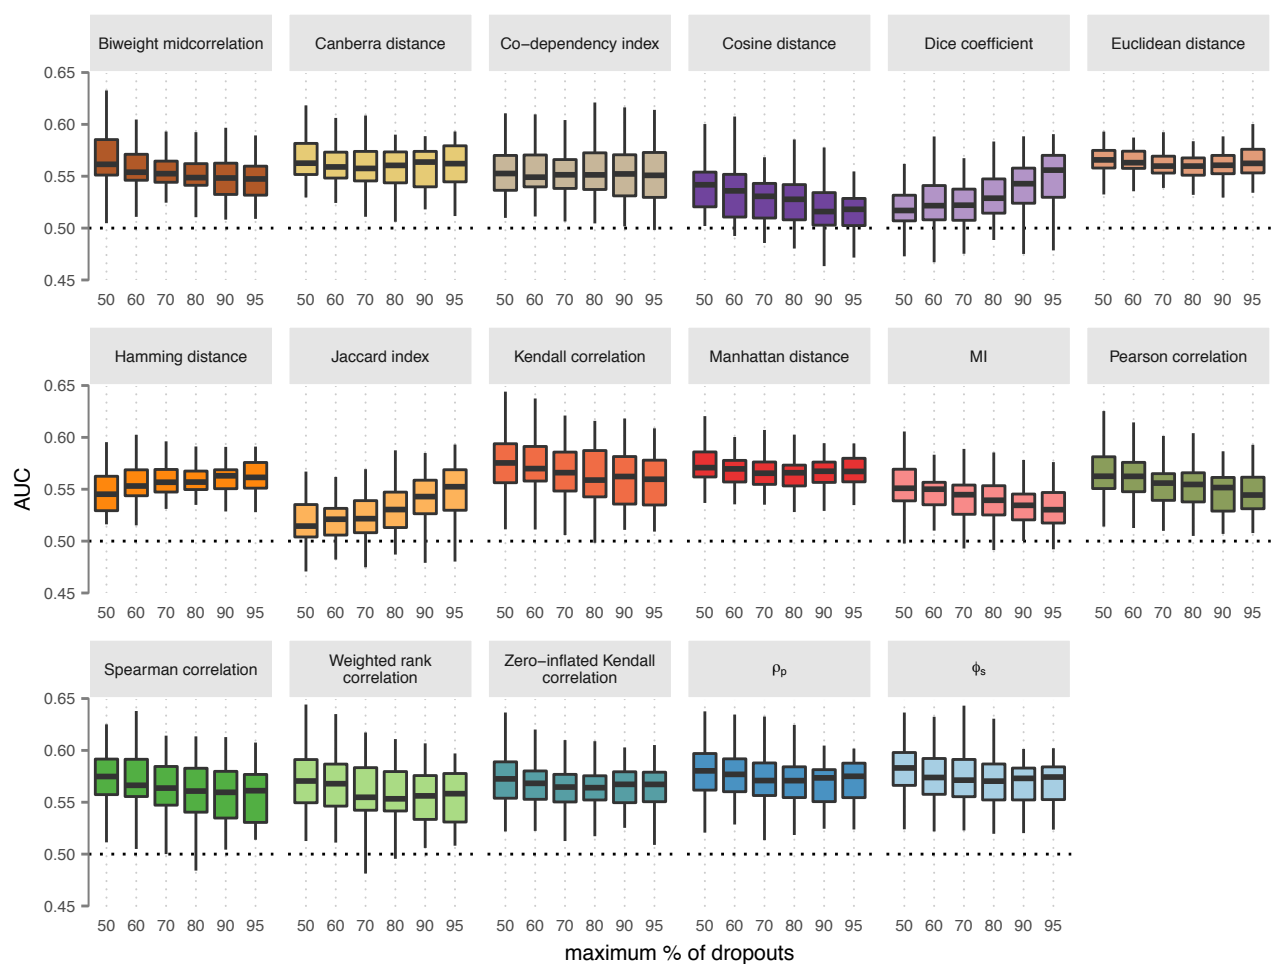 Biweight midcorrelation
Canberra distance
Co−dependency index
Cosine distance
Dice coefficient
Euclidean distance
0.65
0.60
0.55
0.50
0.45
50 60 70 80 90 95
50 60 70 80 90 95
50 60 70 80 90 95
50 60 70 80 90 95
50 60 70 80 90 95
50 60 70 80 90 95
Hamming distance
Jaccard index
Kendall correlation
Manhattan distance
MI
Pearson correlation
AUC
0.65
0.60
0.55
0.50
0.45
50 60 70 80 90 95
50 60 70 80 90 95
50 60 70 80 90 95
50 60 70 80 90 95
50 60 70 80 90 95
50 60 70 80 90 95
Spearman correlation
Weighted rank
correlation
Zero−inflated Kendall
correlation
ρp
ϕs
0.65
0.60
0.55
0.50
0.45
50 60 70 80 90 95
50 60 70 80 90 95
50 60 70 80 90 95
50 60 70 80 90 95
50 60 70 80 90 95
maximum % of dropouts